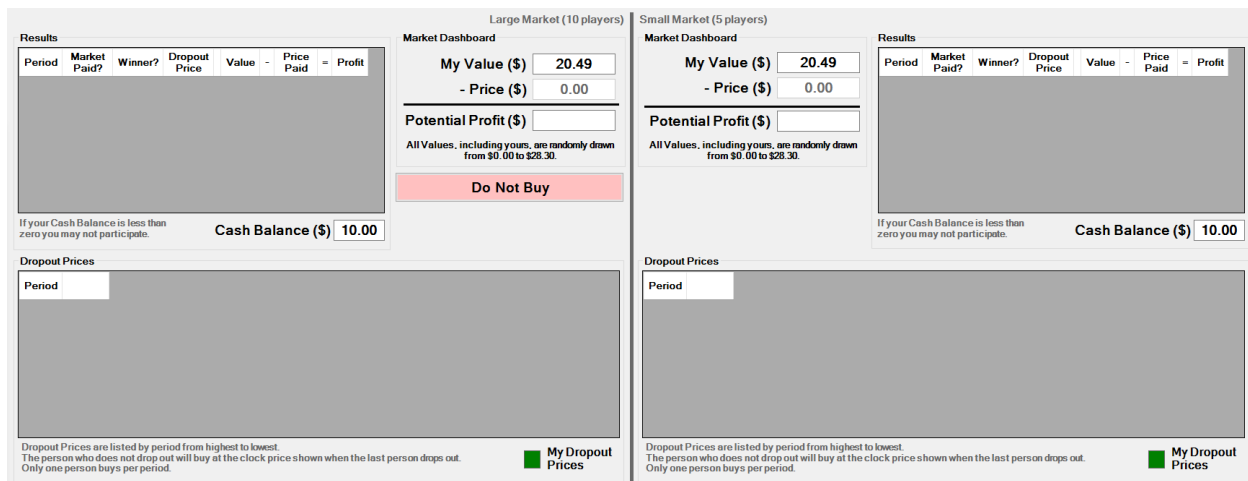 Large Market (10 players)
Results
Period Market Paid? Winner? Dropout Price Value - Price Paid = Profit
If your Cash Balance is less than
zero you may not participate.
Cash Balance ($) 10.00
Market Dashboard
My Value ($) 20.49
- Price ($) 0.00
Potential Profit ($)
All Values, including yours, are randomly drawn
from $0.00 to $28.30.
Do Not Buy
Dropout Prices
Period
Dropout Prices are listed by period from highest to lowest.
The person who does not drop out will buy at the clock price shown when the last person drops out.
Only one person buys per period.
My Dropout
Prices
Small Market (5 players)
Market Dashboard
My Value ($) 20.49
- Price ($) 0.00
Potential Profit ($)
All Values, including yours, are randomly drawn
from $0.00 to $28.30.
Results
Period Market Paid? Winner? Dropout Price Value - Price Paid = Profit
If your Cash Balance is less than
zero you may not participate.
Cash Balance ($) 10.00
Dropout Prices
Period
Dropout Prices are listed by period from highest to lowest.
The person who does not drop out will buy at the clock price shown when the last person drops out.
Only one person buys per period.
My Dropout
Prices